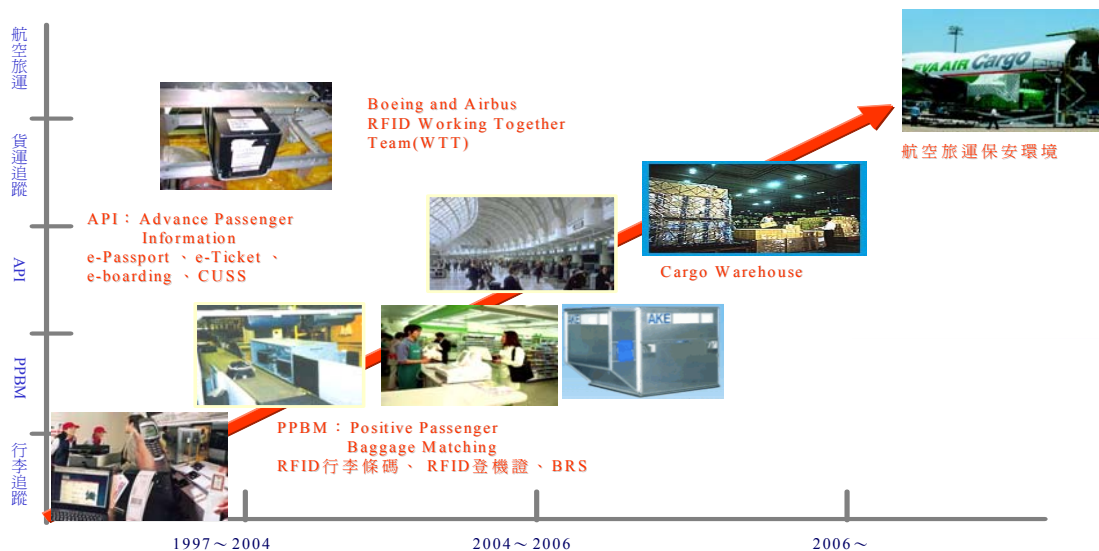 航空旅運
貨運追蹤
API
PPBM
行李追蹤
Boeing and Airbus
RFID Working Together
Team(WTT)
EVA AIR Cargo
航空旅運保安環境
API：Advance Passenger
Information
e-Passport 、e-Ticket 、
e-boarding 、CUSS
Cargo Warehouse
AKE
AKE
PPBM：Positive Passenger
Baggage Matching
RFID行李條碼、RFID登機證、BRS
1997～2004
2004～2006
2006～